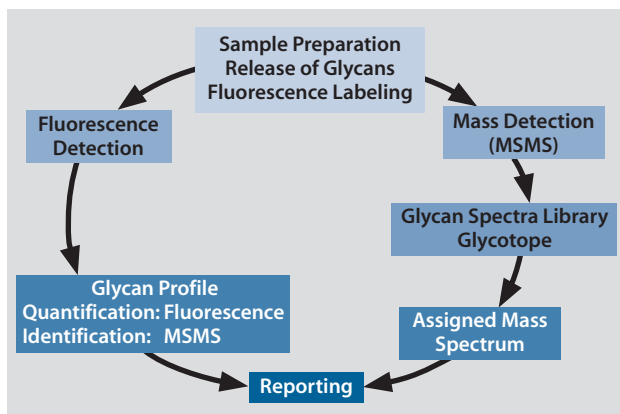 Sample Preparation
Release of Glycans
Fluorescence Labeling
Fluorescence
Detection
Mass Detection
(MSMS)
Glycan Spectra Library
Glycotope
Glycan Profile
Quantification: Fluorescence
Identification: MSMS
Assigned Mass
Spectrum
Reporting